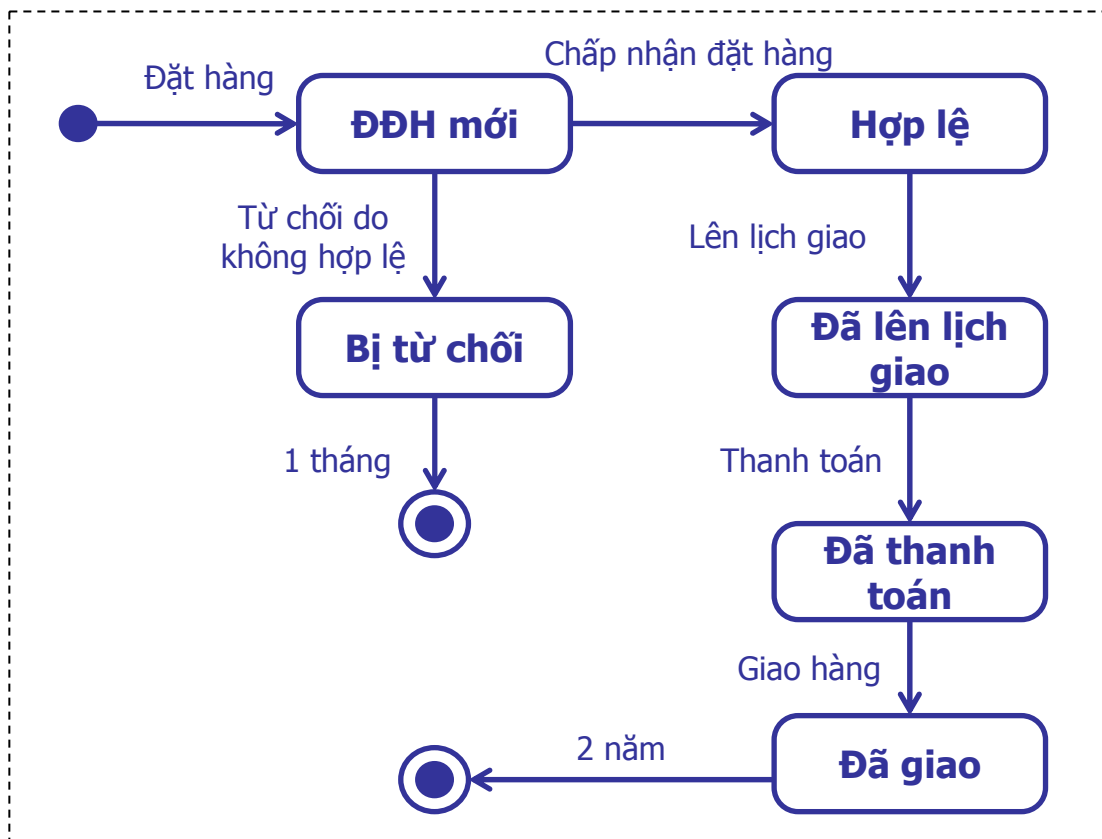 Chấp nhận đặt hàng
Đặt hàng
ĐĐH mới
Hợp lệ
Từ chối do
không hợp lệ
Lên lịch giao
Bị từ chối
Đã lên lịch
giao
1 tháng
Thanh toán
Đã thanh
toán
Giao hàng
2 năm
Đã giao